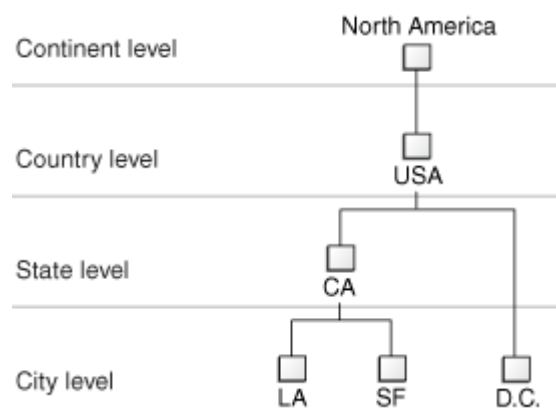 North America
Continent level
Country level
USA
State level
CA
City level
LA
SF
D.C.